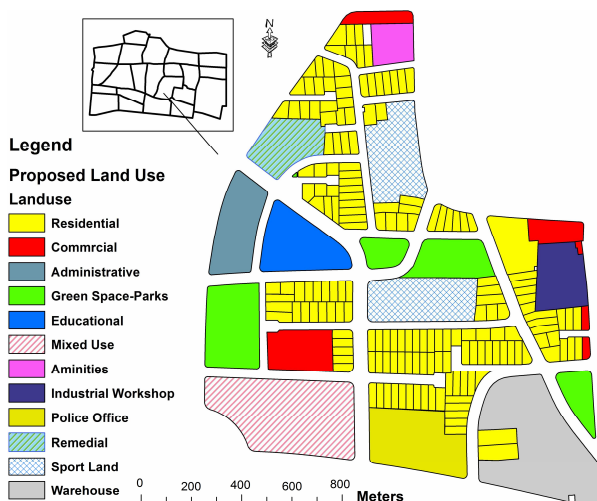 N
Legend
Proposed Land Use
Landuse
Residential
Commrcial
Administrative
Green Space-Parks
Educational
Mixed Use
Aminities
Industrial Workshop
Police Office
Remedial
Sport Land
Warehouse
0 200 400 600 800 Meters